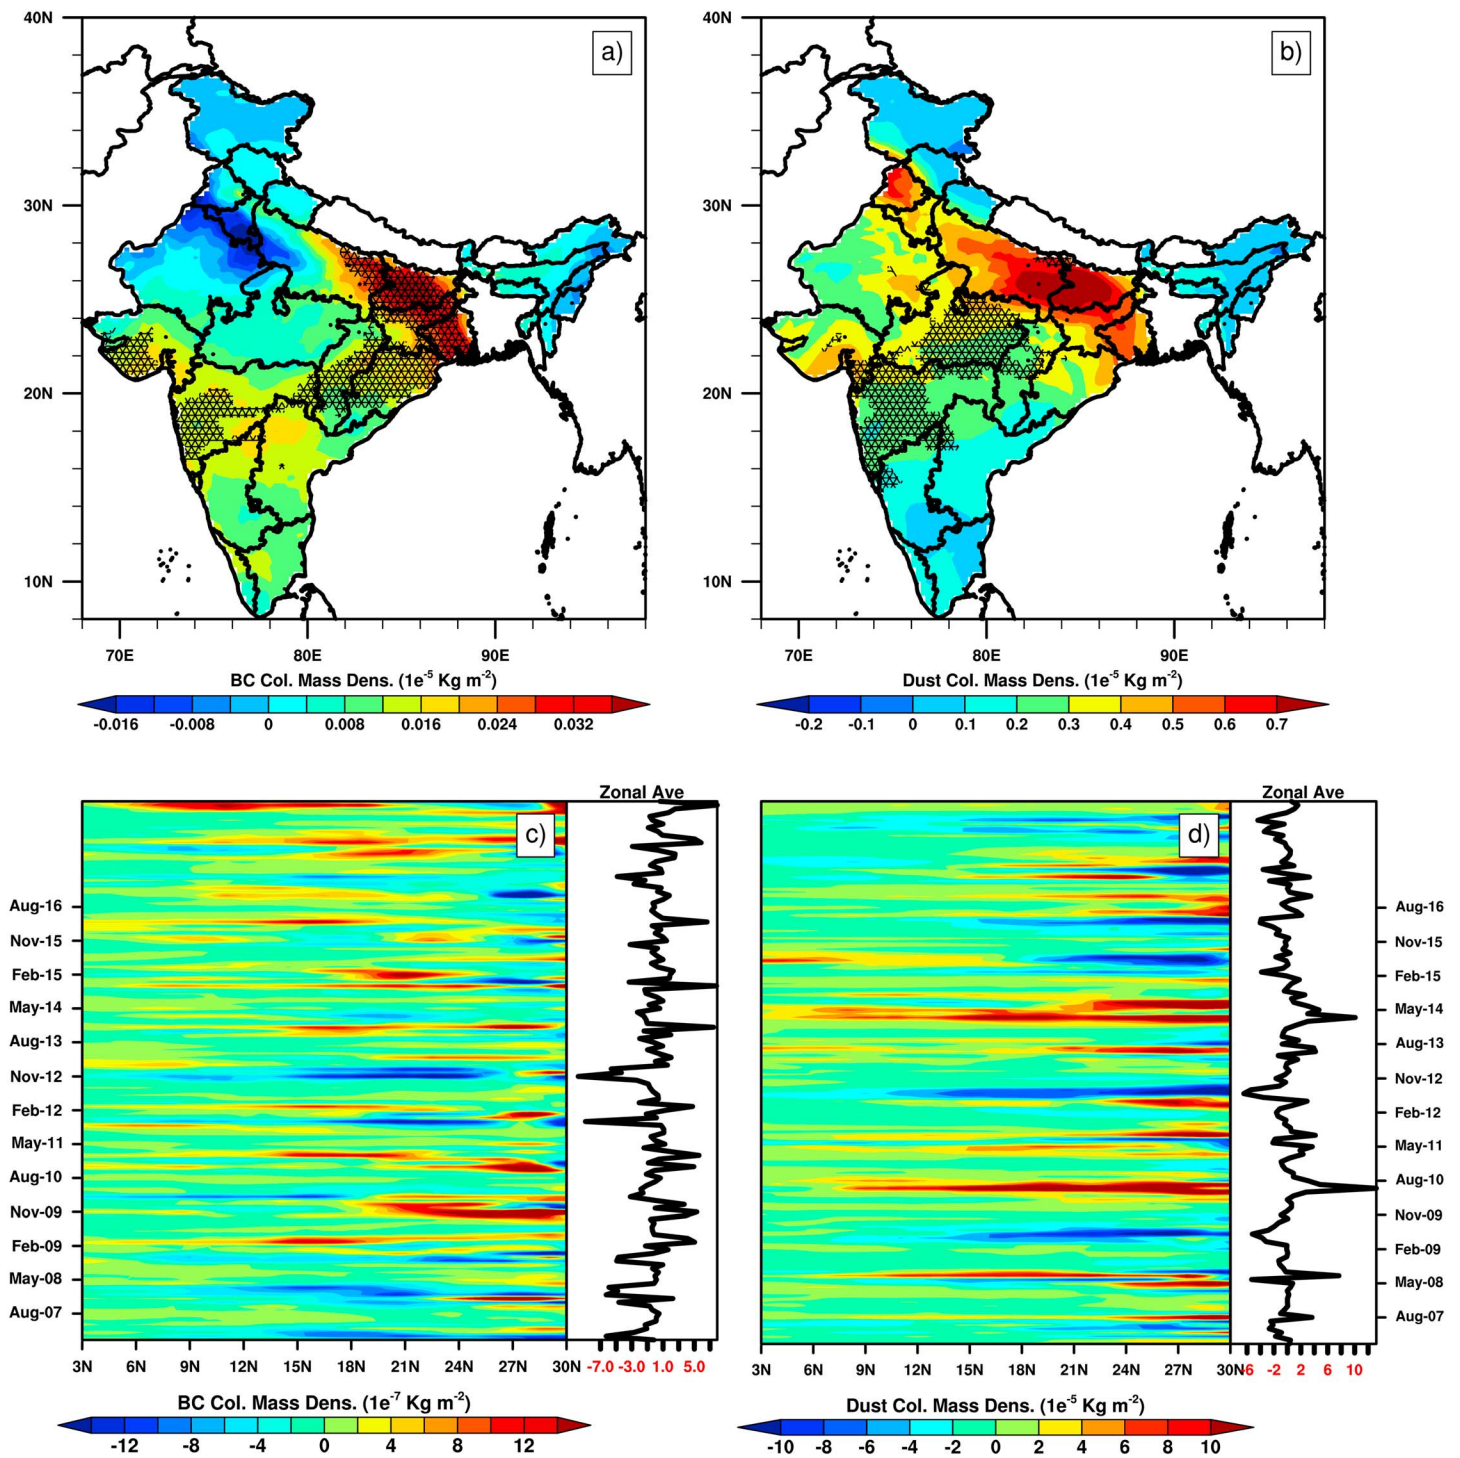 40N
30N
20N
10N
a)
70E 80E 90E
BC Col. Mass Dens. (1e-5 Kg m-2)
-0.016 -0.008 0 0.008 0.016 0.024 0.032
40N
30N
20N
10N
b)
70E 80E 90E
Dust Col. Mass Dens. (1e-5 Kg m-2)
-0.2 -0.1 0 0.1 0.2 0.3 0.4 0.5 0.6 0.7
Zonal Ave
c)
Aug-16
Nov-15
Feb-15
May-14
Aug-13
Nov-12
Feb-12
May-11
Aug-10
Nov-09
Feb-09
May-08
Aug-07
3N 6N 9N 12N 15N 18N 21N 24N 27N 30N
-7.0 -3.0 1.0 5.0
BC Col. Mass Dens. (1e-7 Kg m-2)
-12 -8 -4 0 4 8 12
Zonal Ave
d)
Aug-16
Nov-15
Feb-15
May-14
Aug-13
Nov-12
Feb-12
May-11
Aug-10
Nov-09
Feb-09
May-08
Aug-07
3N 6N 9N 12N 15N 18N 21N 24N 27N 30N
-6 -2 2 6 10
Dust Col. Mass Dens. (1e-5 Kg m-2)
-10 -8 -6 -4 -2 0 2 4 6 8 10